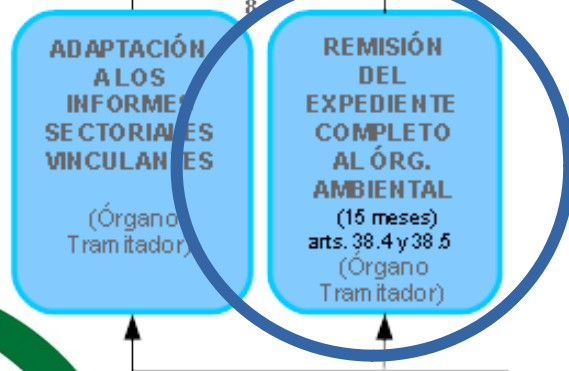 8
ADAPTACIÓN
A LOS
INFORMES
SECTORIALES
VINCULANTES
(Órgano
Tramitador)
REMISIÓN
DEL
EXPEDIENTE
COMPLETO
AL ÓRG.
AMBIENTAL
(15 meses)
arts. 38.4 y 38.5
(Órgano
Tramitador)